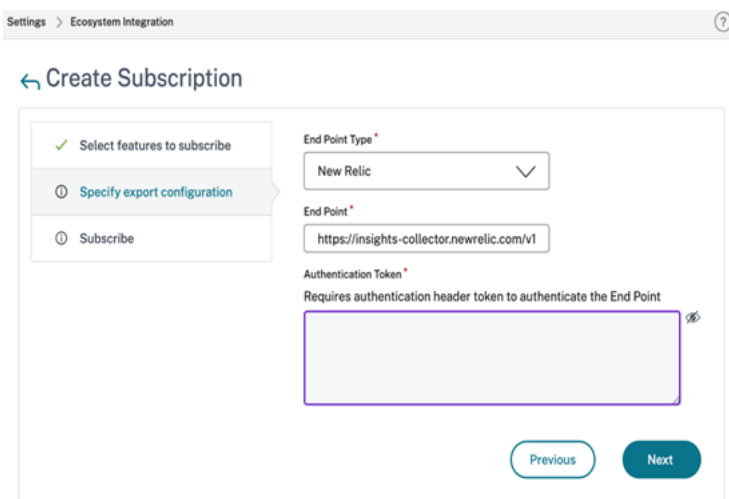 Settings > Ecosystem Integration
?
Create Subscription
Select features to subscribe
Specify export configuration
Subscribe
End Point Type*
New Relic
End Point*
https://insights-collector.newrelic.com/v1
Authentication Token*
Requires authentication header token to authenticate the End Point
Previous
Next